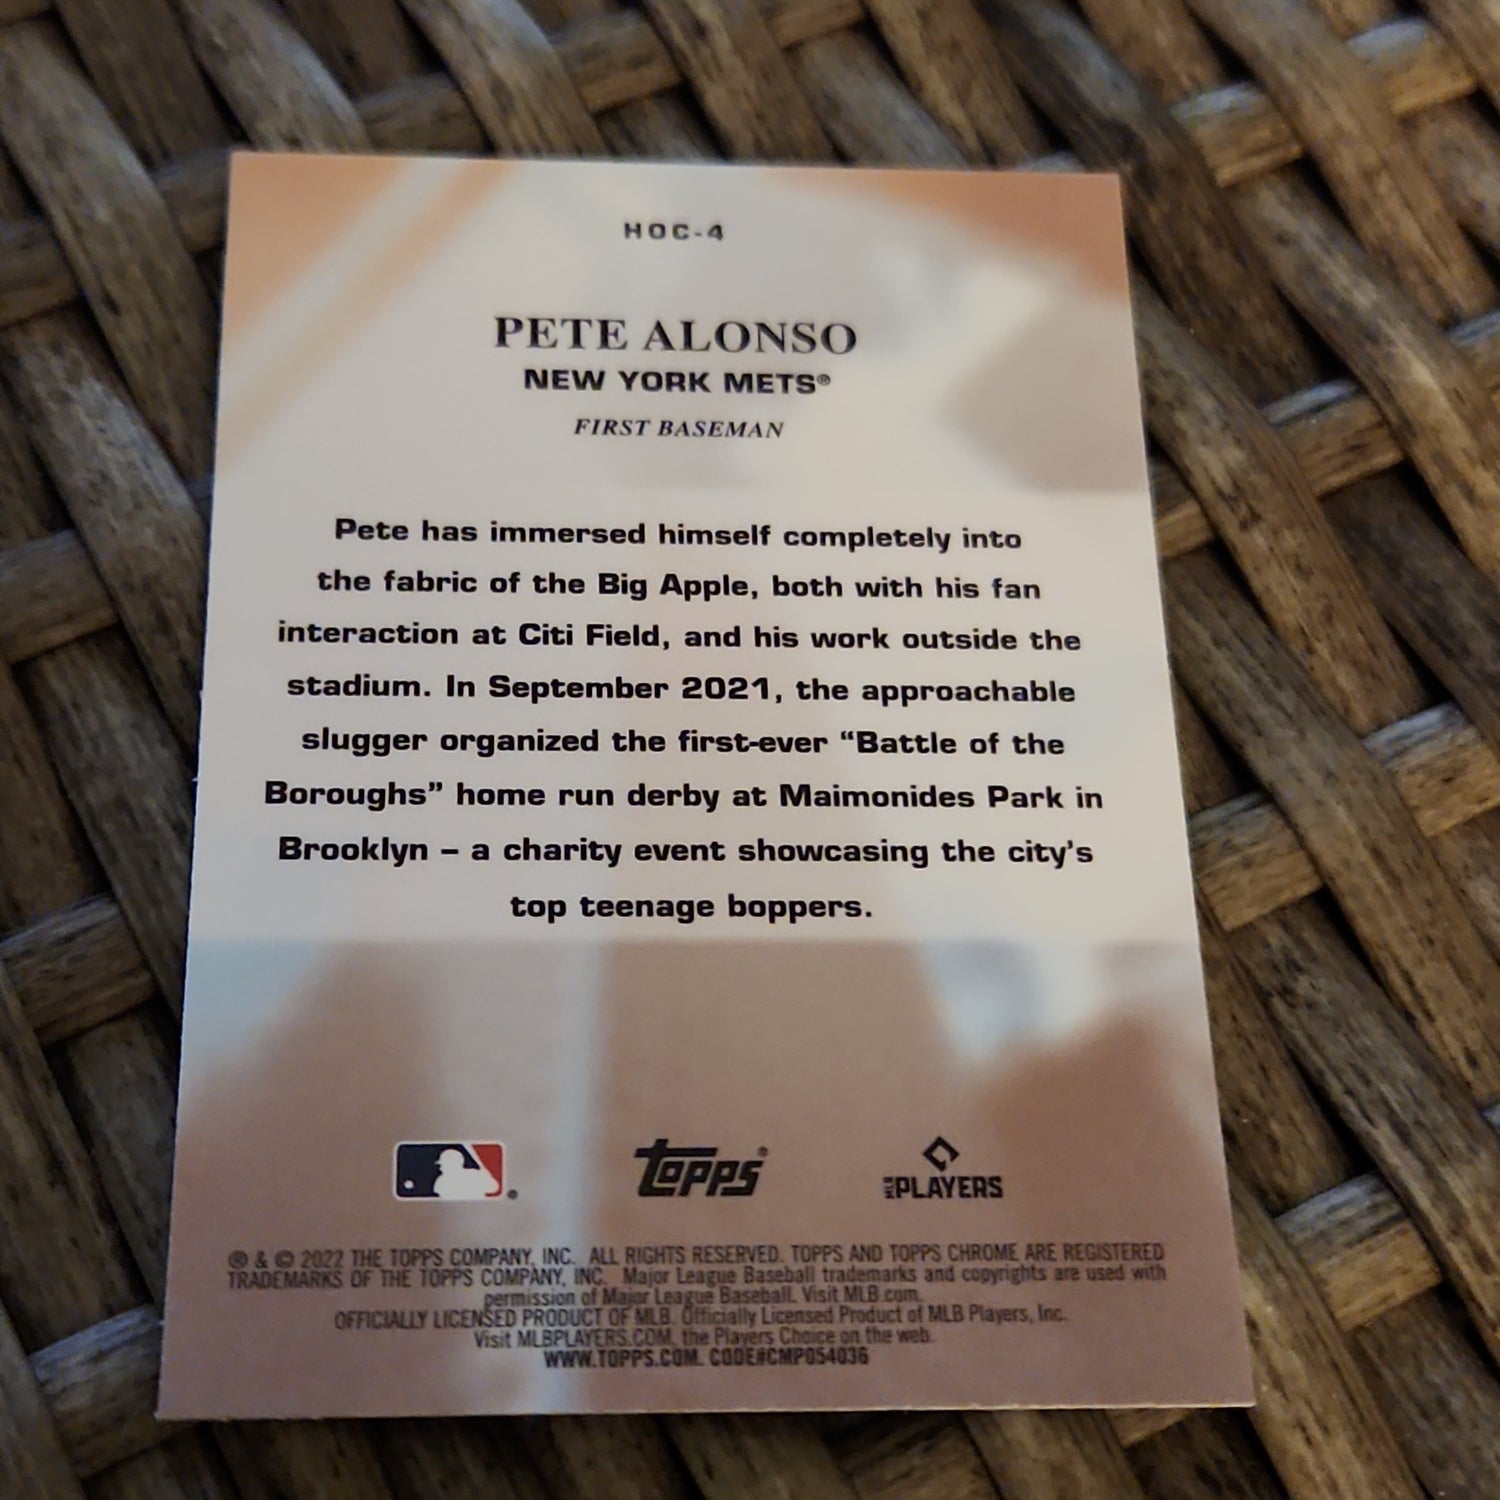 HOC-4
PETE ALONSO
NEW YORK METS®
FIRST BASEMAN
Pete has immersed himself completely into
the fabric of the Big Apple, both with his fan
interaction at Citi Field, and his work outside the
stadium. In September 2021, the approachable
slugger organized the first-ever “Battle of the
Boroughs” home run derby at Maimonides Park in
Brooklyn – a charity event showcasing the city’s
top teenage boppers.
® topps® MLB PLAYERS
® & © 2022 THE TOPPS COMPANY, INC. ALL RIGHTS RESERVED. TOPPS AND TOPPS CHROME ARE REGISTERED
TRADEMARKS OF THE TOPPS COMPANY, INC. Major League Baseball trademarks and copyrights are used with
permission of Major League Baseball. Visit MLB.com.
OFFICIALLY LICENSED PRODUCT OF MLB. Officially Licensed Product of MLB Players, Inc.
Visit MLBPLAYERS.COM, the Players Choice on the web.
WWW.TOPPS.COM. CODE#CMP054036